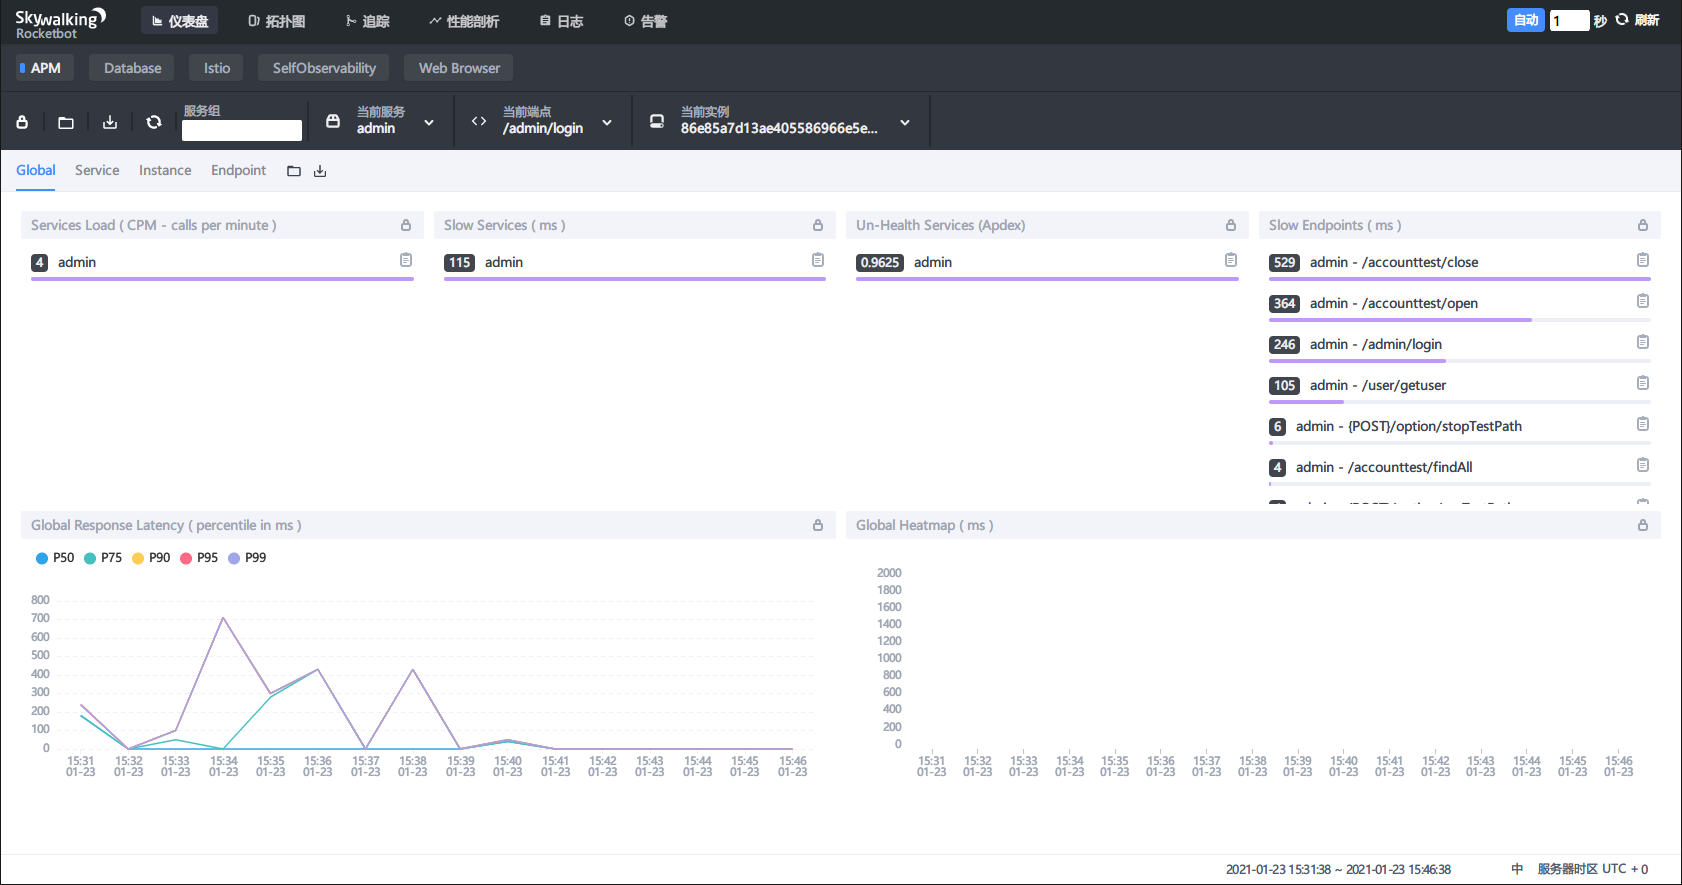 Skywalking
Rocketbot
仪表盘
拓扑图
追踪
性能剖析
日志
告警
自动
1
秒
刷新
APM
Database
Istio
SelfObservability
Web Browser
服务组
当前服务
admin
当前端点
/admin/login
当前实例
86e85a7d13ae405586966e5e...
Global
Service
Instance
Endpoint
Services Load ( CPM - calls per minute )
4 admin
Slow Services ( ms )
115 admin
Un-Health Services (Apdex)
0.9625 admin
Slow Endpoints ( ms )
529 admin - /accounttest/close
364 admin - /accounttest/open
246 admin - /admin/login
105 admin - /user/getuser
6 admin - {POST}/option/stopTestPath
4 admin - /accounttest/findAll
Global Response Latency ( percentile in ms )
P50 P75 P90 P95 P99
800
700
600
500
400
300
200
100
0
15:31 15:32 15:33 15:34 15:35 15:36 15:37 15:38 15:39 15:40 15:41 15:42 15:43 15:44 15:45 15:46
01-23 01-23 01-23 01-23 01-23 01-23 01-23 01-23 01-23 01-23 01-23 01-23 01-23 01-23 01-23 01-23
Global Heatmap ( ms )
2000
1800
1600
1400
1200
1000
800
600
400
200
0
15:31 15:32 15:33 15:34 15:35 15:36 15:37 15:38 15:39 15:40 15:41 15:42 15:43 15:44 15:45 15:46
01-23 01-23 01-23 01-23 01-23 01-23 01-23 01-23 01-23 01-23 01-23 01-23 01-23 01-23 01-23 01-23
2021-01-23 15:31:38 ~ 2021-01-23 15:46:38
中
服务器时区 UTC + 0